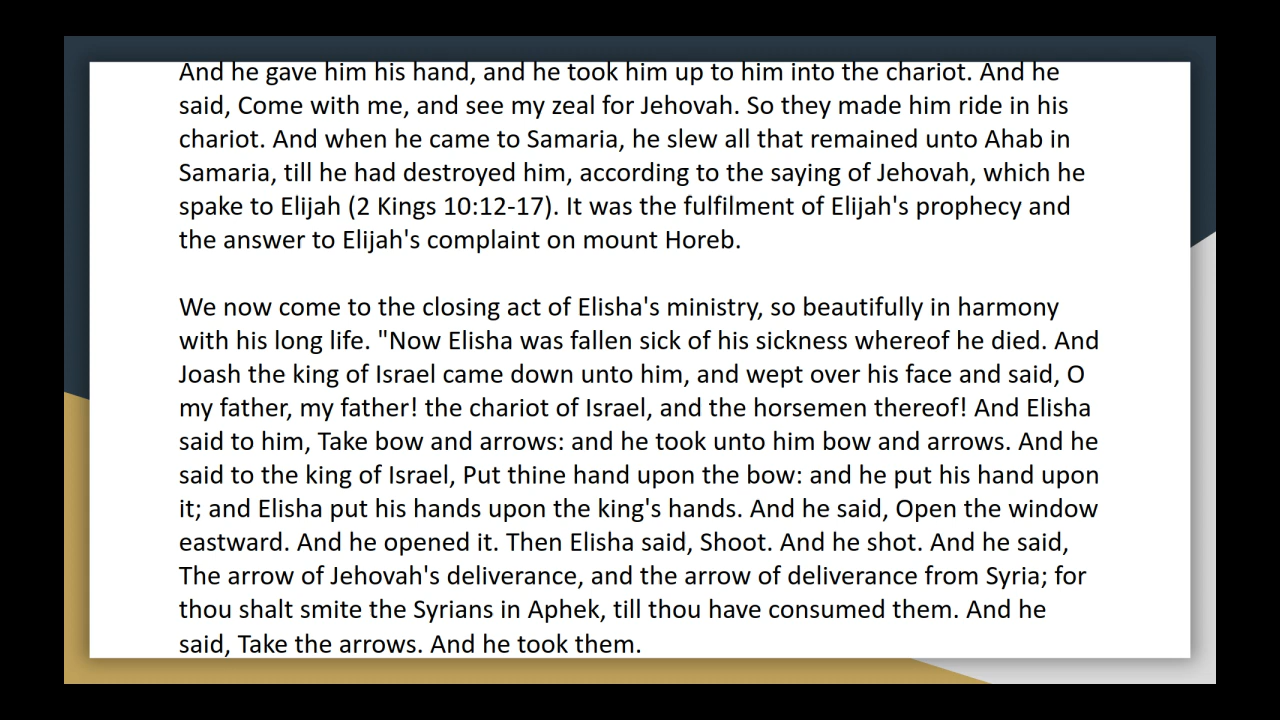 And he gave him his hand, and he took him up to him into the chariot. And he
said, Come with me, and see my zeal for Jehovah. So they made him ride in his
chariot. And when he came to Samaria, he slew all that remained unto Ahab in
Samaria, till he had destroyed him, according to the saying of Jehovah, which he
spake to Elijah (2 Kings 10:12-17). It was the fulfilment of Elijah's prophecy and
the answer to Elijah's complaint on mount Horeb.

We now come to the closing act of Elisha's ministry, so beautifully in harmony
with his long life. "Now Elisha was fallen sick of his sickness whereof he died. And
Joash the king of Israel came down unto him, and wept over his face and said, O
my father, my father! the chariot of Israel, and the horsemen thereof! And Elisha
said to him, Take bow and arrows: and he took unto him bow and arrows. And he
said to the king of Israel, Put thine hand upon the bow: and he put his hand upon
it; and Elisha put his hands upon the king's hands. And he said, Open the window
eastward. And he opened it. Then Elisha said, Shoot. And he shot. And he said,
The arrow of Jehovah's deliverance, and the arrow of deliverance from Syria; for
thou shalt smite the Syrians in Aphek, till thou have consumed them. And he
said, Take the arrows. And he took them.